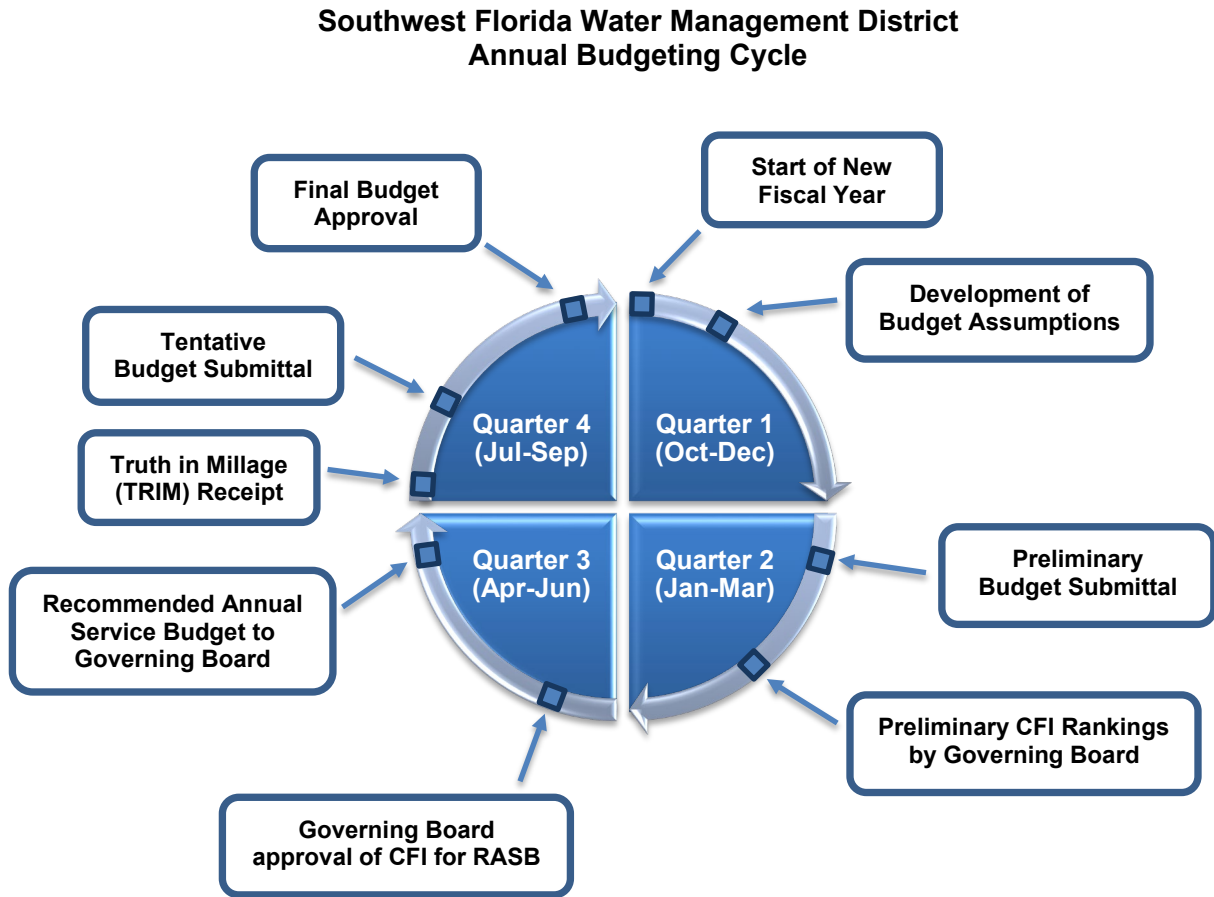 Southwest Florida Water Management District
Annual Budgeting Cycle
Start of New
Fiscal Year
Development of
Budget Assumptions
Quarter 1
(Oct-Dec)
Preliminary
Budget Submittal
Preliminary CFI Rankings
by Governing Board
Quarter 2
(Jan-Mar)
Governing Board
approval of CFI for RASB
Recommended Annual
Service Budget to
Governing Board
Quarter 3
(Apr-Jun)
Truth in Millage
(TRIM) Receipt
Tentative
Budget Submittal
Final Budget
Approval
Quarter 4
(Jul-Sep)